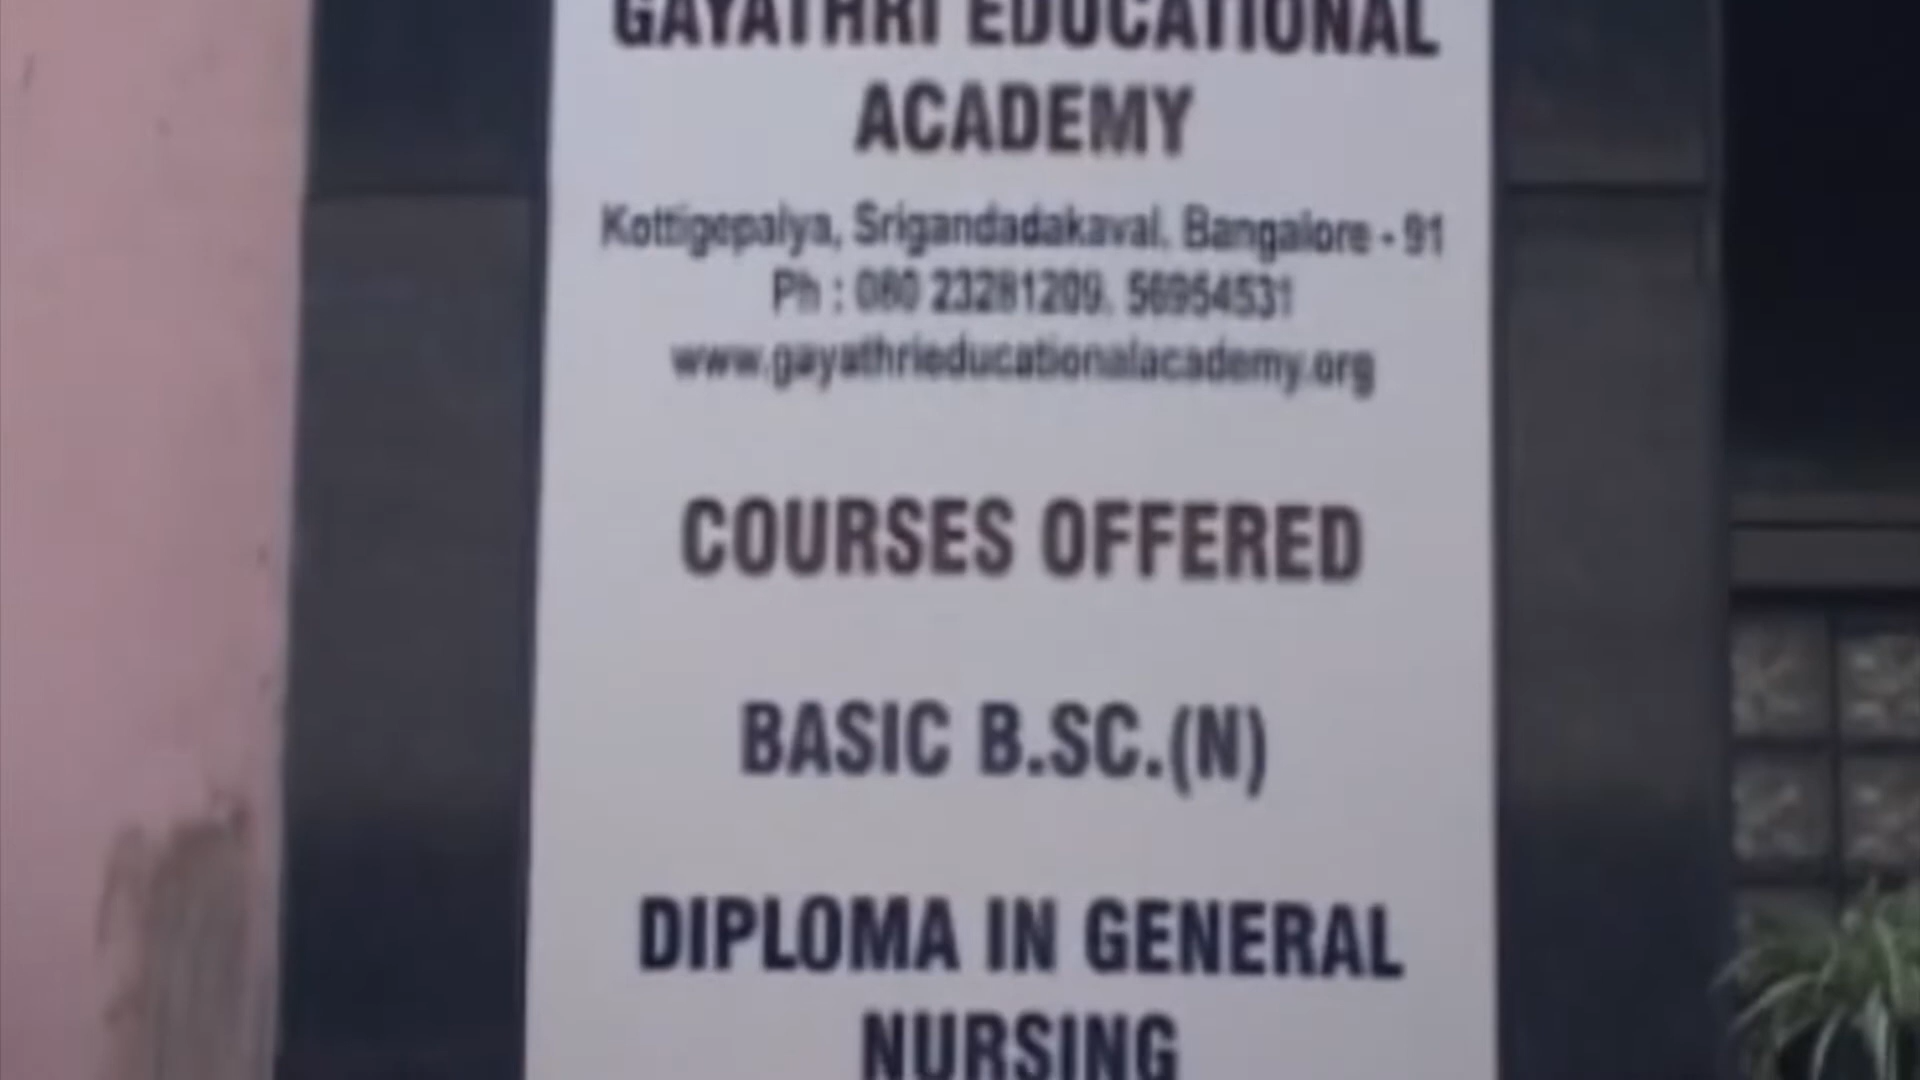 GAYATHRI EDUCATIONAL
ACADEMY
Kottigepalya, Srigandadakaval, Bangalore - 91
Ph : 080 23281209, 56954531
www.gayathrieducationalacademy.org
COURSES OFFERED
BASIC B.SC.(N)
DIPLOMA IN GENERAL
NURSING